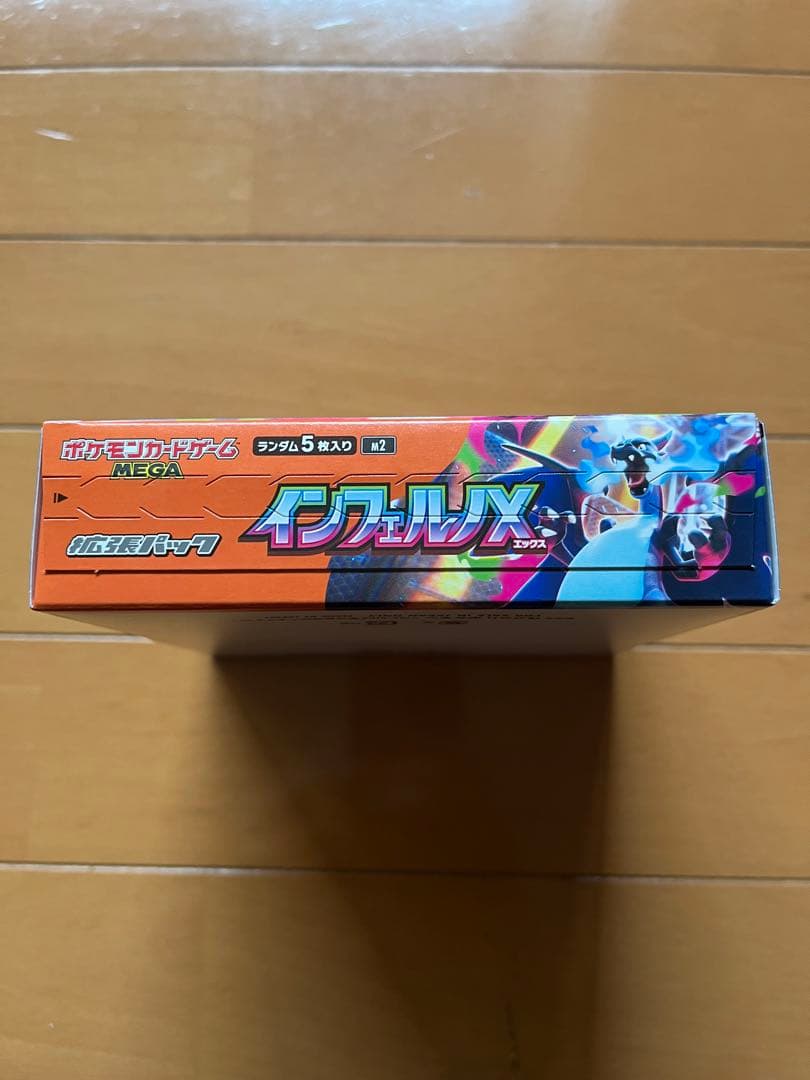 ポケモンカードゲーム
MEGA
ランダム5枚入り
M2
拡張パック
インフェルノX
エックス